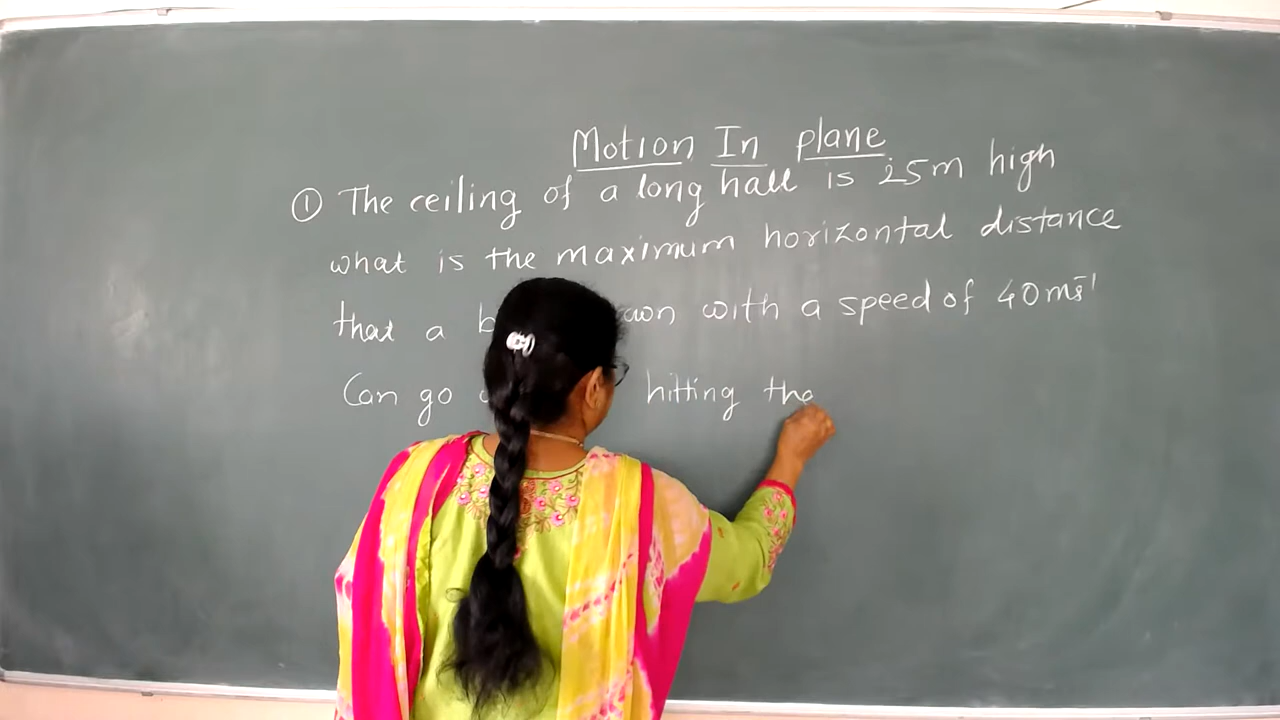 Motion In plane
① The ceiling of a long hall is 25m high
what is the maximum horizontal distance
that a with a speed of 40ms⁻¹
Can go hitting the